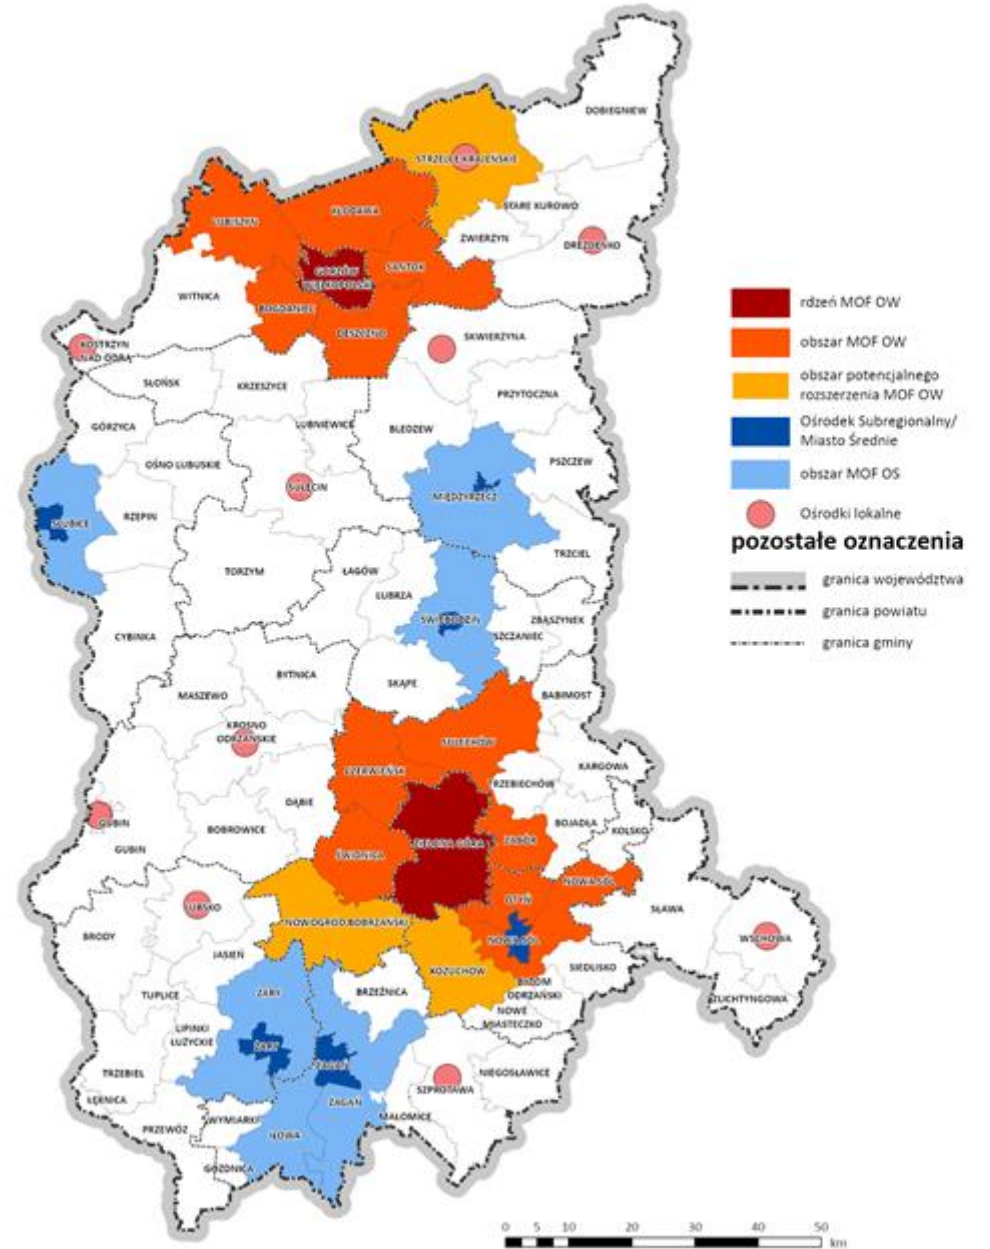 DOBIEGNIEW
STRZELCE KRAJEŃSKIE
STARE KUROWO
KŁODAWA
LUBISZYN
ZWIERZYN
DREZDENKO
SANTOK
GORZÓW
WIELKOPOLSKI
WITNICA
BOGDANIEC
DESZCZNO
SKWIERZYNA
KOSTRZYN
NAD ODRĄ
SŁOŃSK
KRZESZYCE
PRZYTOCZNA
GÓRZYCA
LUBNIEWICE
BLEDZEW
OŚNO LUBUSKIE
PSZCZEW
SULĘCIN
MIĘDZYRZECZ
SŁUBICE
RZEPIN
TRZCIEL
TORZYM
ŁAGÓW
LUBRZA
ŚWIEBODZIN
ZBĄSZYNEK
SZCZANIEC
CYBINKA
BYTNICA
SKĄPE
MASZEWO
BABIMOST
KROSNO
ODRZAŃSKIE
SULECHÓW
CZERWIEŃSK
KARGOWA
TRZEBIECHÓW
DĄBIE
BOJADŁA
KOLSKO
GUBIN
BOBROWICE
ZIELONA GÓRA
ZABÓR
GUBIN
ŚWIDNICA
NOWA SÓL
OTYŃ
LUBSKO
SŁAWA
NOWOGRÓD BOBRZAŃSKI
BRODY
NOWA SÓL
WSCHOWA
JASIEŃ
KOŻUCHÓW
SIEDLISKO
BYTOM
ODRZAŃSKI
ŻARY
BRZEŹNICA
TUPLICE
SZLICHTYNGOWA
NOWE
MIASTECZKO
LIPINKI
ŁUŻYCKIE
ŻARY
ŻAGAŃ
TRZEBIEL
NIEGOSŁAWICE
SZPROTAWA
ŁĘKNICA
ŻAGAŃ
MAŁOMICE
WYMIARKI
PRZEWÓZ
IŁOWA
GOZDNICA
rdzeń MOF OW
obszar MOF OW
obszar potencjalnego
rozszerzenia MOF OW
Ośrodek Subregionalny/
Miasto Średnie
obszar MOF OS
Ośrodki lokalne
pozostałe oznaczenia
granica województwa
granica powiatu
granica gminy
0 5 10 20 30 40 50
km